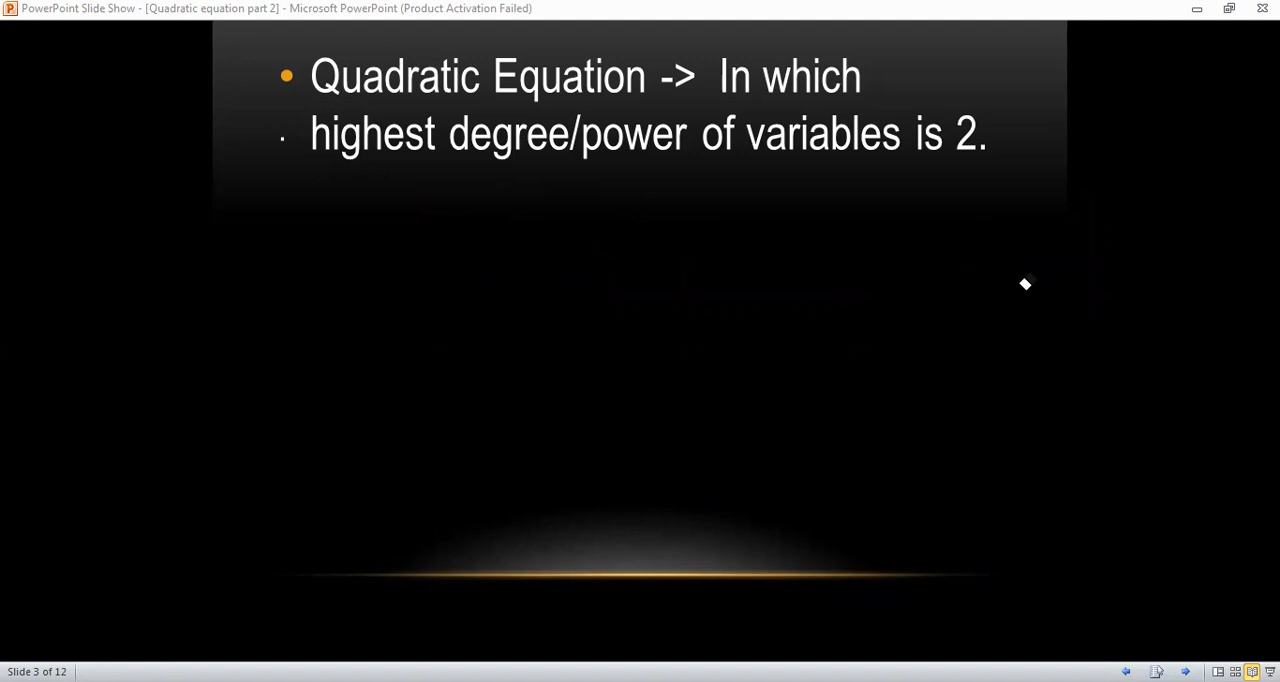 PowerPoint Slide Show - [Quadratic equation part 2] - Microsoft PowerPoint (Product Activation Failed)
• Quadratic Equation -> In which
. highest degree/power of variables is 2.
Slide 3 of 12